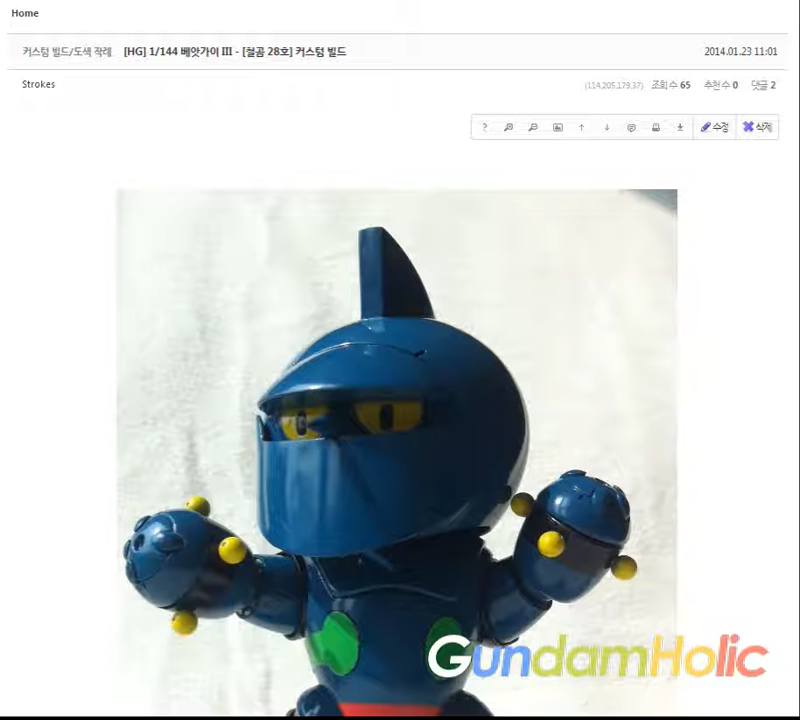 Home
커스텀 빌드/도색 작례 [HG] 1/144 베앗가이 III - [철곰 28호] 커스텀 빌드 2014.01.23 11:01
Strokes (114.205.179.37) 조회 수 65 추천 수 0 댓글 2
? 수정 삭제
GundamHolic